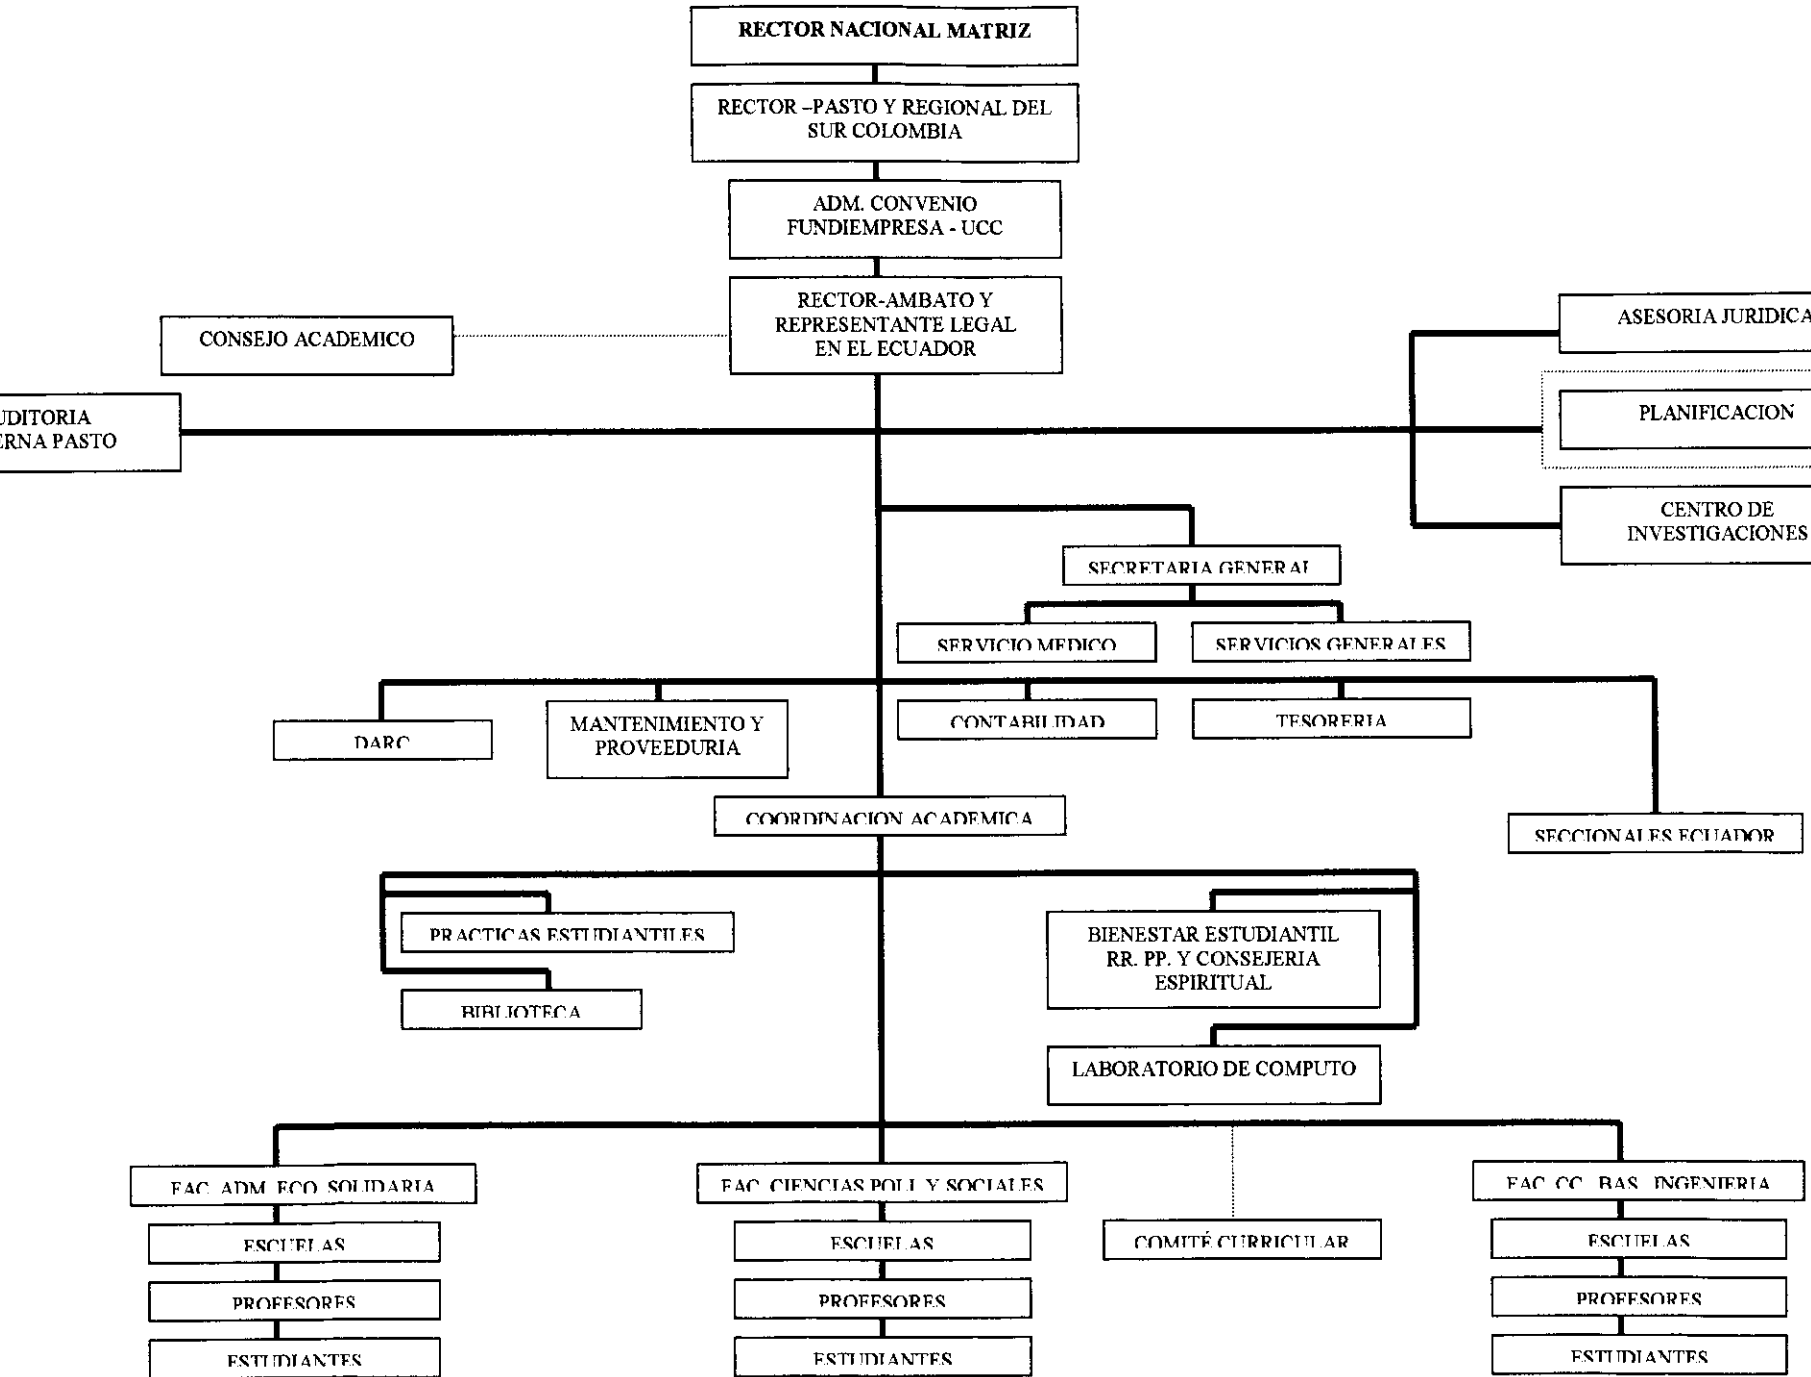 RECTOR NACIONAL MATRIZ
RECTOR –PASTO Y REGIONAL DEL
SUR COLOMBIA
ADM. CONVENIO
FUNDIEMPRESA - UCC
RECTOR-AMBATO Y
REPRESENTANTE LEGAL
EN EL ECUADOR
CONSEJO ACADEMICO
ASESORIA JURIDICA
UDITORIA
ERNA PASTO
PLANIFICACION
CENTRO DE
INVESTIGACIONES
SECRETARIA GENERAL
SERVICIO MEDICO
SERVICIOS GENERALES
DARC
MANTENIMIENTO Y
PROVEEDURIA
CONTABILIDAD
TESORERIA
COORDINACION ACADEMICA
SECCIONALES ECUADOR
PRACTICAS ESTUDIANTILES
BIENESTAR ESTUDIANTIL
RR. PP. Y CONSEJERIA
ESPIRITUAL
BIBLIOTECA
LABORATORIO DE COMPUTO
FAC. ADM. ECO. SOLIDARIA
FAC. CIENCIAS POLI. Y SOCIALES
FAC. CC. BAS. INGENIERIA
ESCUELAS
ESCUELAS
COMITÉ CURRICULAR
ESCUELAS
PROFESORES
PROFESORES
PROFESORES
ESTUDIANTES
ESTUDIANTES
ESTUDIANTES